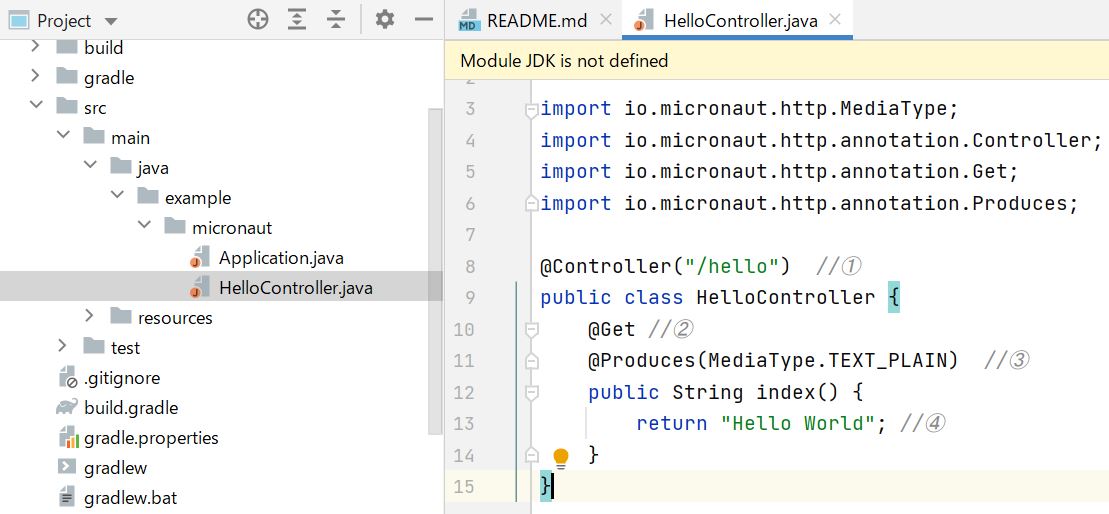 Project
build
gradle
src
main
java
example
micronaut
Application.java
HelloController.java
resources
test
.gitignore
build.gradle
gradle.properties
gradlew
gradlew.bat
README.md
HelloController.java
Module JDK is not defined
3 import io.micronaut.http.MediaType;
4 import io.micronaut.http.annotation.Controller;
5 import io.micronaut.http.annotation.Get;
6 import io.micronaut.http.annotation.Produces;
7
8 @Controller("/hello") //①
9 public class HelloController {
10 @Get //②
11 @Produces(MediaType.TEXT_PLAIN) //③
12 public String index() {
13 return "Hello World"; //④
14 }
15 }